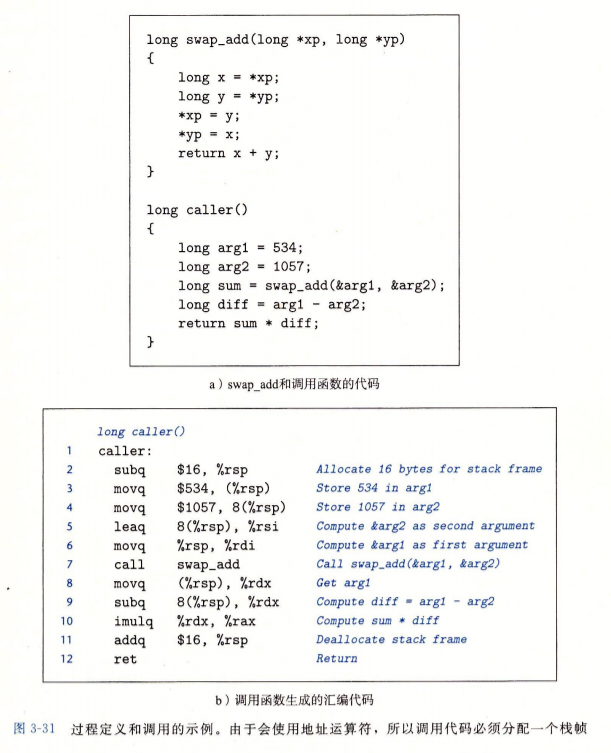 long swap_add(long *xp, long *yp)
{
    long x = *xp;
    long y = *yp;
    *xp = y;
    *yp = x;
    return x + y;
}
long caller()
{
    long arg1 = 534;
    long arg2 = 1057;
    long sum = swap_add(&arg1, &arg2);
    long diff = arg1 - arg2;
    return sum * diff;
}
a）swap_add和调用函数的代码
long caller()
1 caller:
2 subq $16, %rsp Allocate 16 bytes for stack frame
3 movq $534, (%rsp) Store 534 in arg1
4 movq $1057, 8(%rsp) Store 1057 in arg2
5 leaq 8(%rsp), %rsi Compute &arg2 as second argument
6 movq %rsp, %rdi Compute &arg1 as first argument
7 call swap_add Call swap_add(&arg1, &arg2)
8 movq (%rsp), %rdx Get arg1
9 subq 8(%rsp), %rdx Compute diff = arg1 - arg2
10 imulq %rdx, %rax Compute sum * diff
11 addq $16, %rsp Deallocate stack frame
12 ret Return
b）调用函数生成的汇编代码
图 3-31 过程定义和调用的示例。由于会使用地址运算符，所以调用代码必须分配一个栈帧